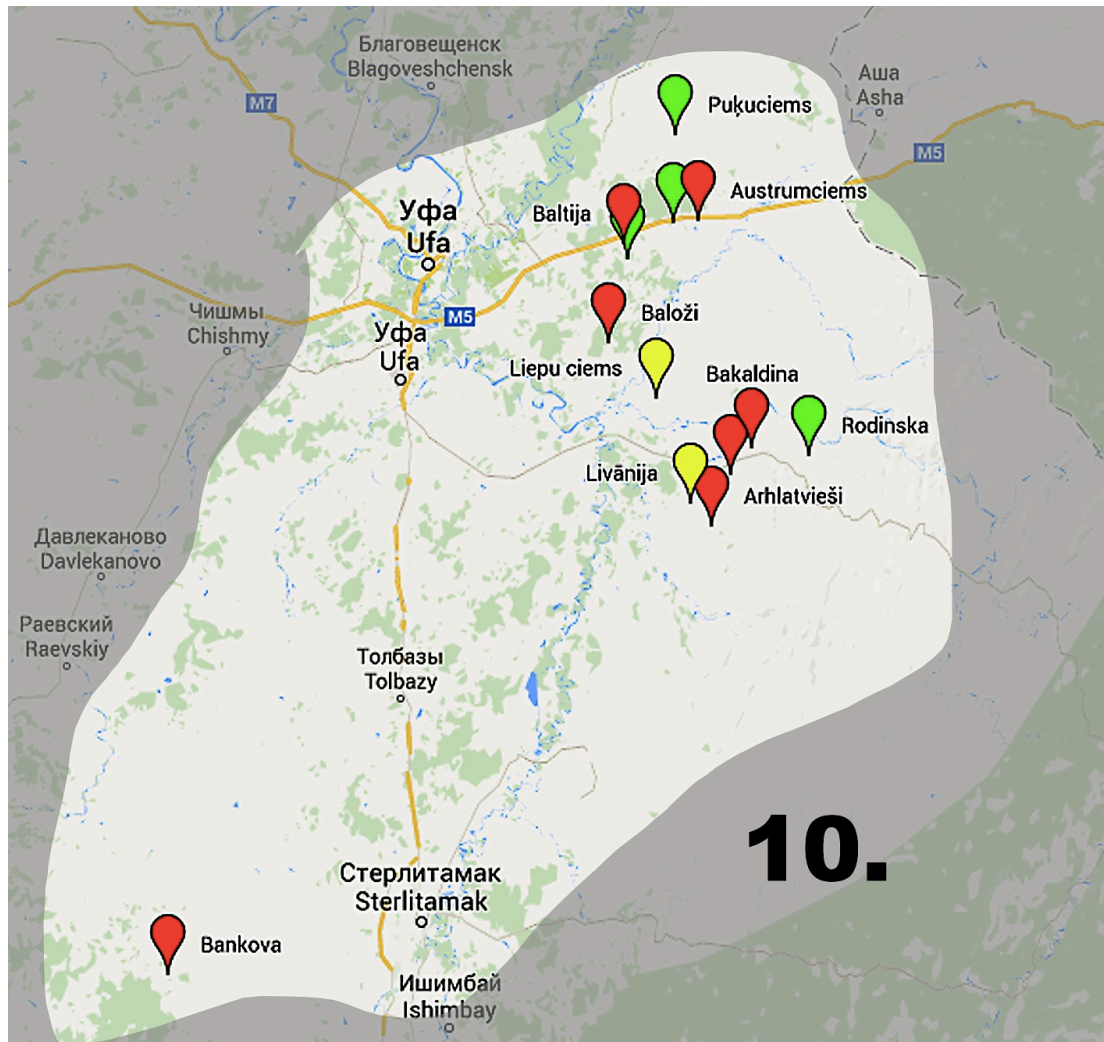 Благовещенск
Blagoveshchensk
Аша
Asha
M7
Puķuciems
M5
Austrumciems
Baltija
Уфа
Ufa
Чишмы
Chishmy
M5
Baloži
Уфа
Ufa
Liepu ciems
Bakaldina
Rodinska
Livānija
Arhlatvieši
Давлеканово
Davlekanovo
Раевский
Raevskiy
Толбазы
Tolbazy
10.
Стерлитамак
Sterlitamak
Bankova
Ишимбай
Ishimbay